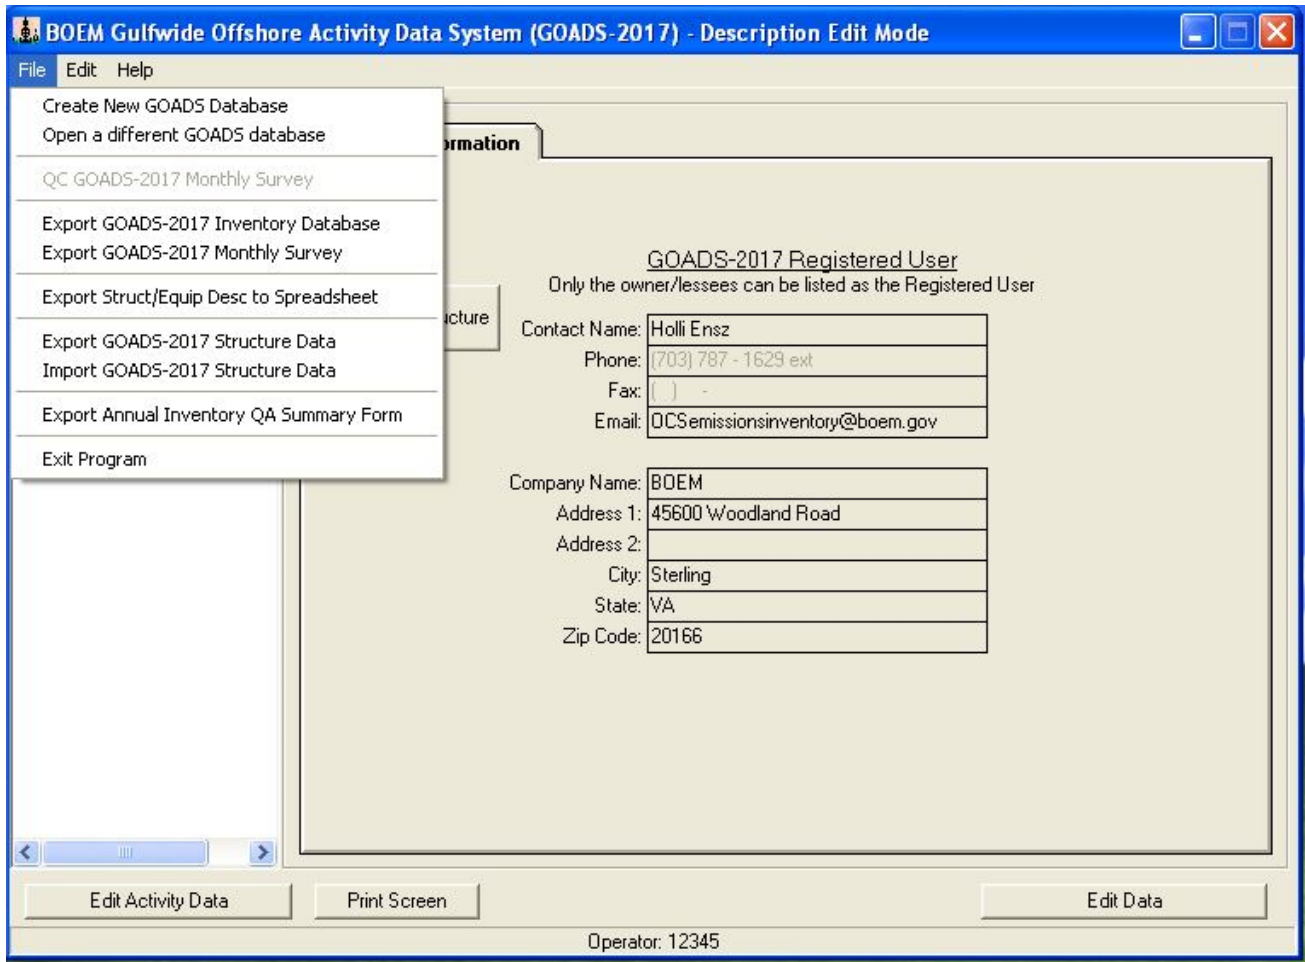 BOEM Gulfwide Offshore Activity Data System (GOADS-2017) - Description Edit Mode
File Edit Help
Create New GOADS Database
Open a different GOADS database
QC GOADS-2017 Monthly Survey
Export GOADS-2017 Inventory Database
Export GOADS-2017 Monthly Survey
Export Struct/Equip Desc to Spreadsheet
Export GOADS-2017 Structure Data
Import GOADS-2017 Structure Data
Export Annual Inventory QA Summary Form
Exit Program
GOADS-2017 Registered User
Only the owner/lessees can be listed as the Registered User
Contact Name: Holli Ensz
Phone: (703) 787 - 1629 ext
Fax: ( ) -
Email: OCSemissionsinventory@boem.gov
Company Name: BOEM
Address 1: 45600 Woodland Road
Address 2:
City: Sterling
State: VA
Zip Code: 20166
Edit Activity Data Print Screen Edit Data
Operator: 12345